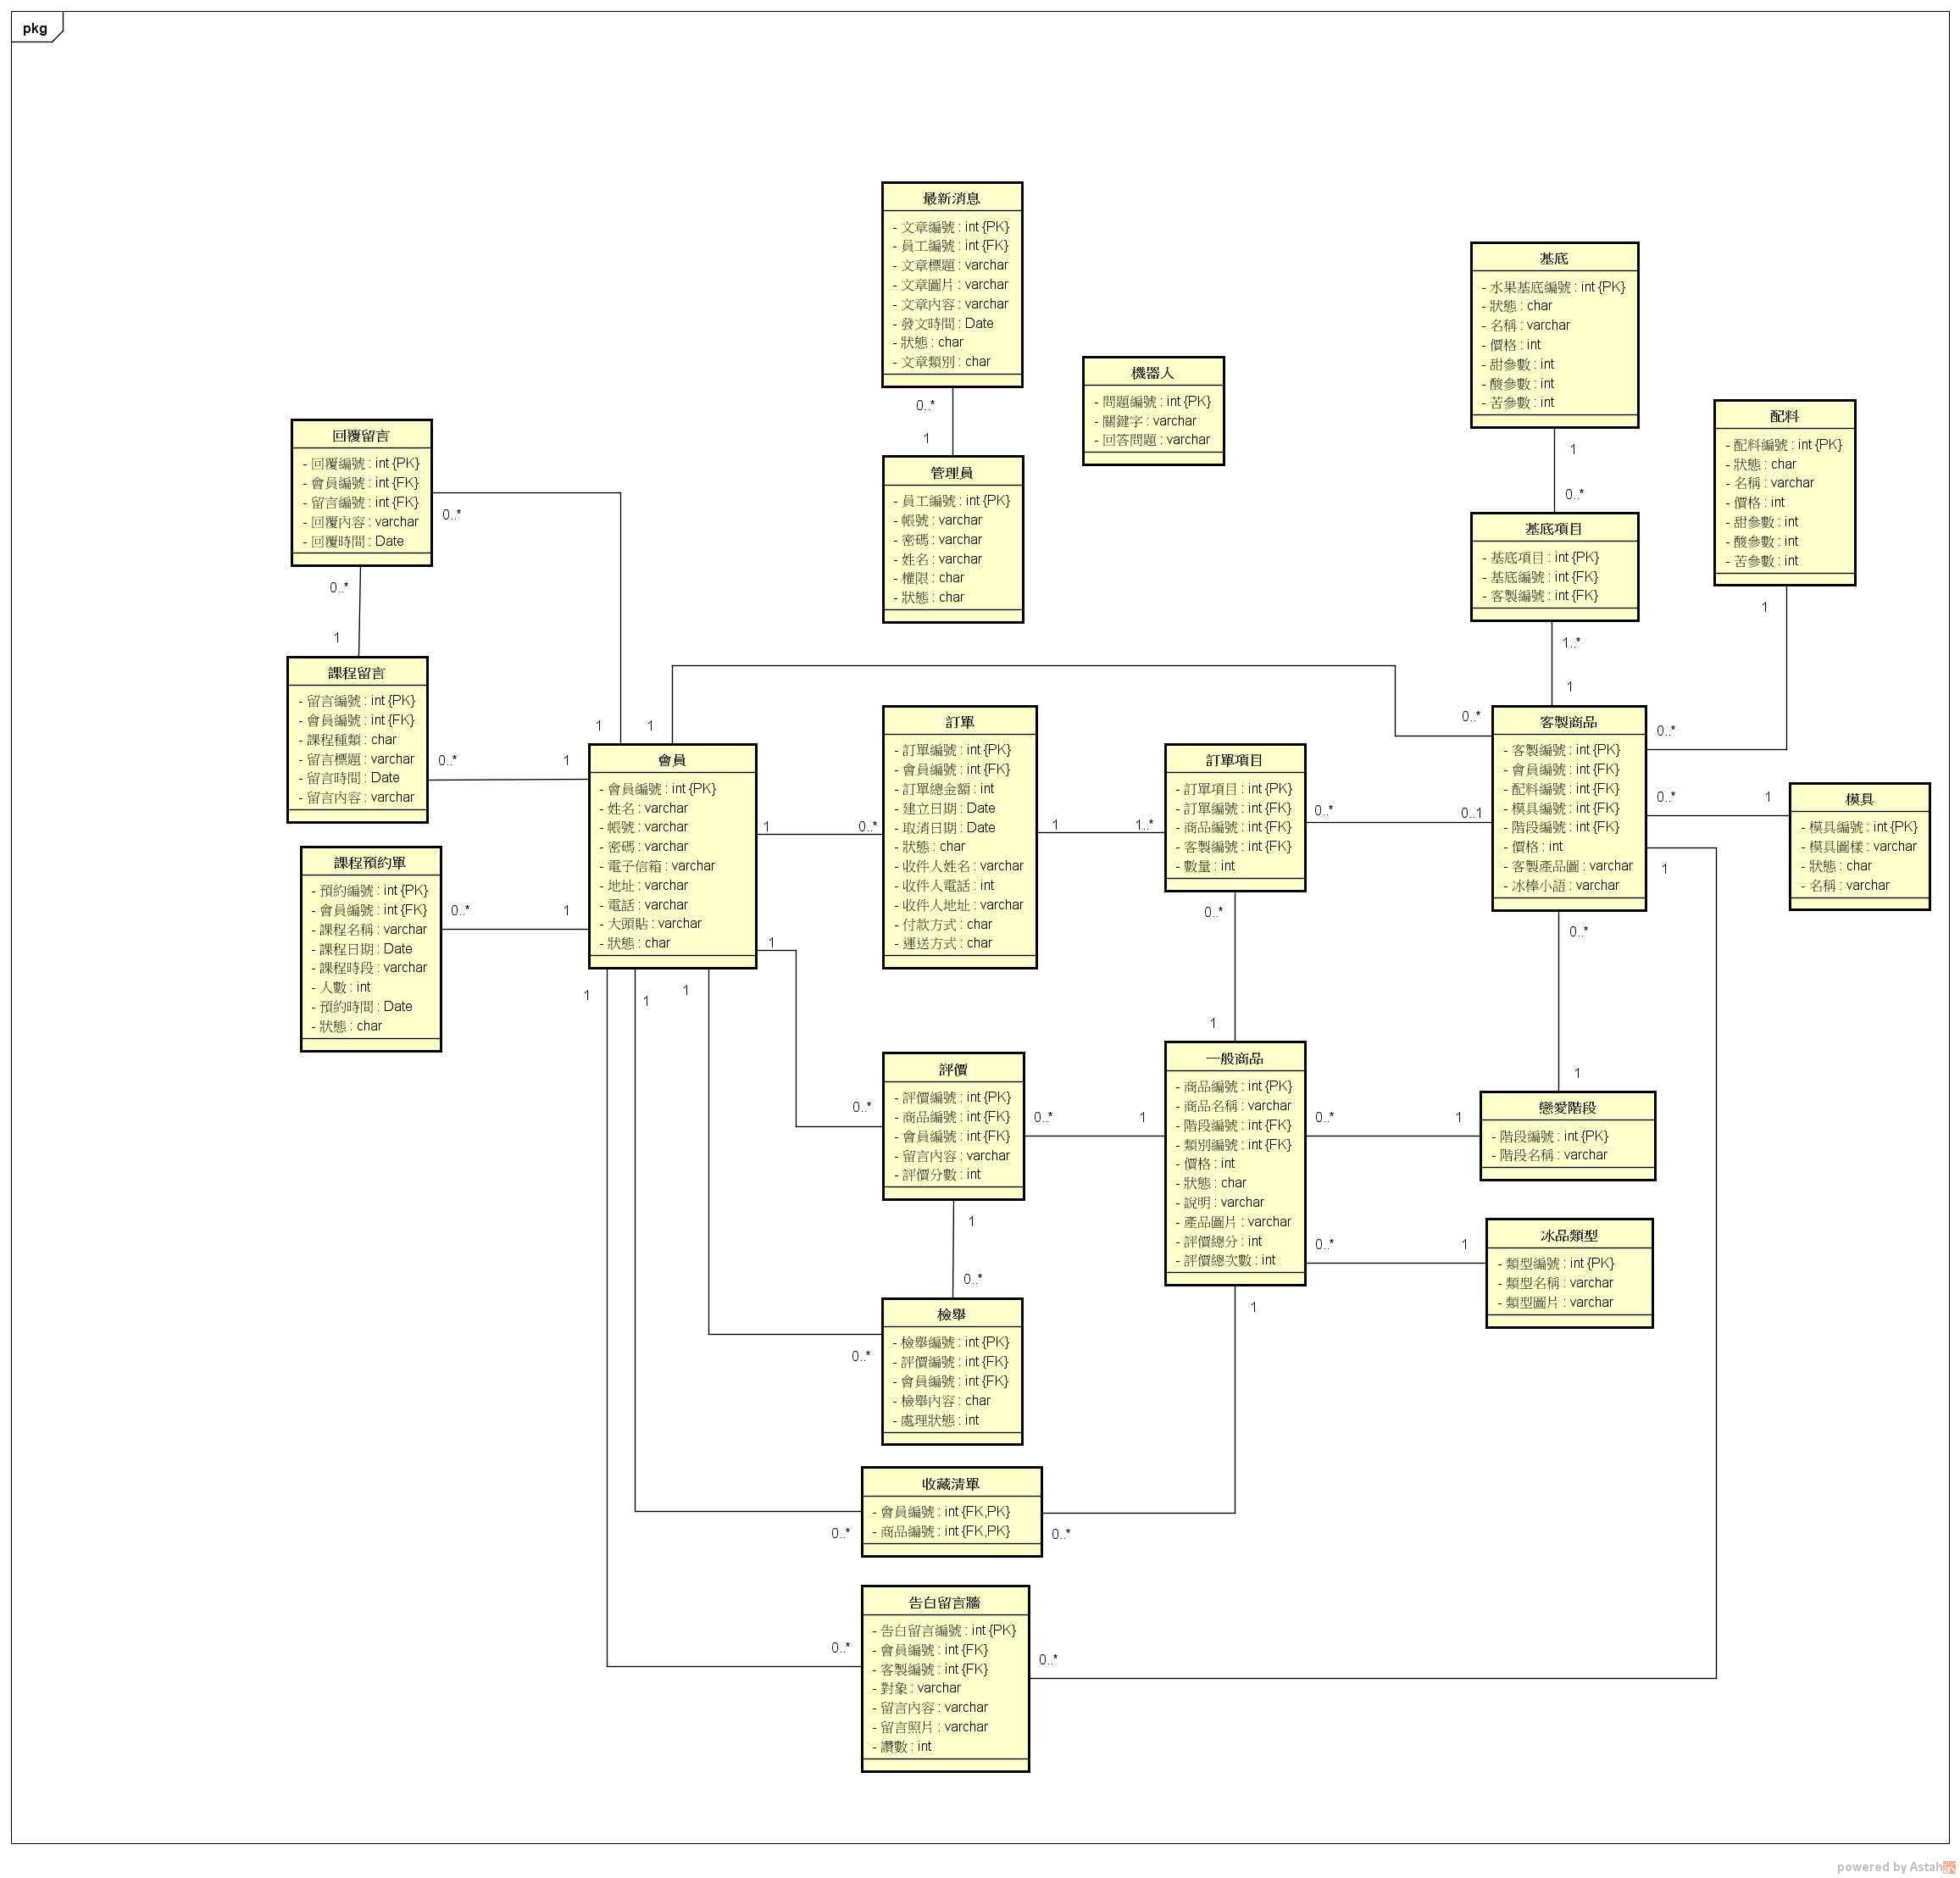 pkg
最新消息
- 文章編號 : int {PK}
- 員工編號 : int {FK}
- 文章標題 : varchar
- 文章圖片 : varchar
- 文章內容 : varchar
- 發文時間 : Date
- 狀態 : char
- 文章類別 : char
0..*
1
管理員
- 員工編號 : int {PK}
- 帳號 : varchar
- 密碼 : varchar
- 姓名 : varchar
- 權限 : char
- 狀態 : char
機器人
- 問題編號 : int {PK}
- 關鍵字 : varchar
- 回答問題 : varchar
基底
- 水果基底編號 : int {PK}
- 狀態 : char
- 名稱 : varchar
- 價格 : int
- 甜參數 : int
- 酸參數 : int
- 苦參數 : int
1
0..*
基底項目
- 基底項目 : int {PK}
- 基底編號 : int {FK}
- 客製編號 : int {FK}
1..*
1
配料
- 配料編號 : int {PK}
- 狀態 : char
- 名稱 : varchar
- 價格 : int
- 甜參數 : int
- 酸參數 : int
- 苦參數 : int
1
0..*
回覆留言
- 回覆編號 : int {PK}
- 會員編號 : int {FK}
- 留言編號 : int {FK}
- 回覆內容 : varchar
- 回覆時間 : Date
0..*
0..*
1
1
1
0..*
課程留言
- 留言編號 : int {PK}
- 會員編號 : int {FK}
- 課程種類 : char
- 留言標題 : varchar
- 留言時間 : Date
- 留言內容 : varchar
0..*
1
課程預約單
- 預約編號 : int {PK}
- 會員編號 : int {FK}
- 課程名稱 : varchar
- 課程日期 : Date
- 課程時段 : varchar
- 人數 : int
- 預約時間 : Date
- 狀態 : char
0..*
1
會員
- 會員編號 : int {PK}
- 姓名 : varchar
- 帳號 : varchar
- 密碼 : varchar
- 電子信箱 : varchar
- 地址 : varchar
- 電話 : varchar
- 大頭貼 : varchar
- 狀態 : char
1
0..*
1
1
1
1
訂單
- 訂單編號 : int {PK}
- 會員編號 : int {FK}
- 訂單總金額 : int
- 建立日期 : Date
- 取消日期 : Date
- 狀態 : char
- 收件人姓名 : varchar
- 收件人電話 : int
- 收件人地址 : varchar
- 付款方式 : char
- 運送方式 : char
1
1..*
訂單項目
- 訂單項目 : int {PK}
- 訂單編號 : int {FK}
- 商品編號 : int {FK}
- 客製編號 : int {FK}
- 數量 : int
0..*
0..1
0..*
1
客製商品
- 客製編號 : int {PK}
- 會員編號 : int {FK}
- 配料編號 : int {FK}
- 模具編號 : int {FK}
- 階段編號 : int {FK}
- 價格 : int
- 客製產品圖 : varchar
- 冰棒小語 : varchar
0..*
1
1
0..*
1
模具
- 模具編號 : int {PK}
- 模具圖樣 : varchar
- 狀態 : char
- 名稱 : varchar
評價
- 評價編號 : int {PK}
- 商品編號 : int {FK}
- 會員編號 : int {FK}
- 留言內容 : varchar
- 評價分數 : int
0..*
0..*
1
1
0..*
一般商品
- 商品編號 : int {PK}
- 商品名稱 : varchar
- 階段編號 : int {FK}
- 類別編號 : int {FK}
- 價格 : int
- 狀態 : char
- 說明 : varchar
- 產品圖片 : varchar
- 評價總分 : int
- 評價總次數 : int
0..*
1
0..*
1
1
戀愛階段
- 階段編號 : int {PK}
- 階段名稱 : varchar
冰品類型
- 類型編號 : int {PK}
- 類型名稱 : varchar
- 類型圖片 : varchar
檢舉
- 檢舉編號 : int {PK}
- 評價編號 : int {FK}
- 會員編號 : int {FK}
- 檢舉內容 : char
- 處理狀態 : int
0..*
收藏清單
- 會員編號 : int {FK,PK}
- 商品編號 : int {FK,PK}
0..*
0..*
告白留言牆
- 告白留言編號 : int {PK}
- 會員編號 : int {FK}
- 客製編號 : int {FK}
- 對象 : varchar
- 留言內容 : varchar
- 留言照片 : varchar
- 讚數 : int
0..*
0..*
powered by Astah